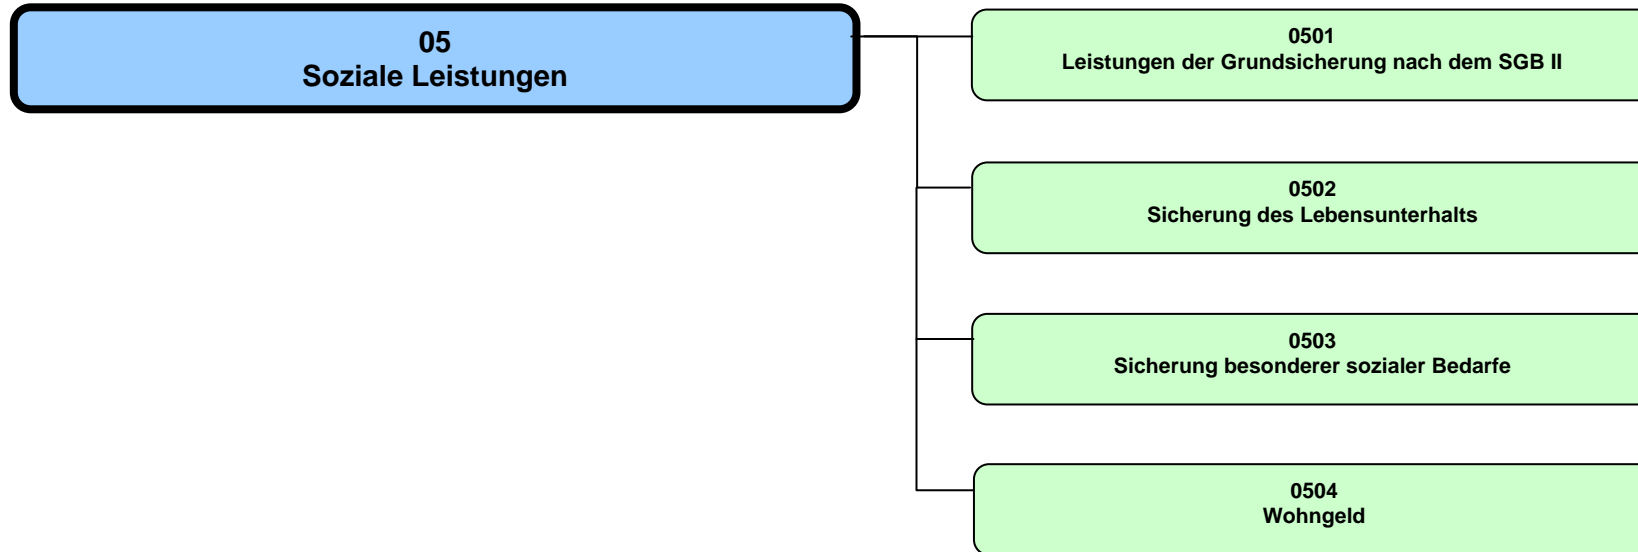 05
Soziale Leistungen
0501
Leistungen der Grundsicherung nach dem SGB II
0502
Sicherung des Lebensunterhalts
0503
Sicherung besonderer sozialer Bedarfe
0504
Wohngeld